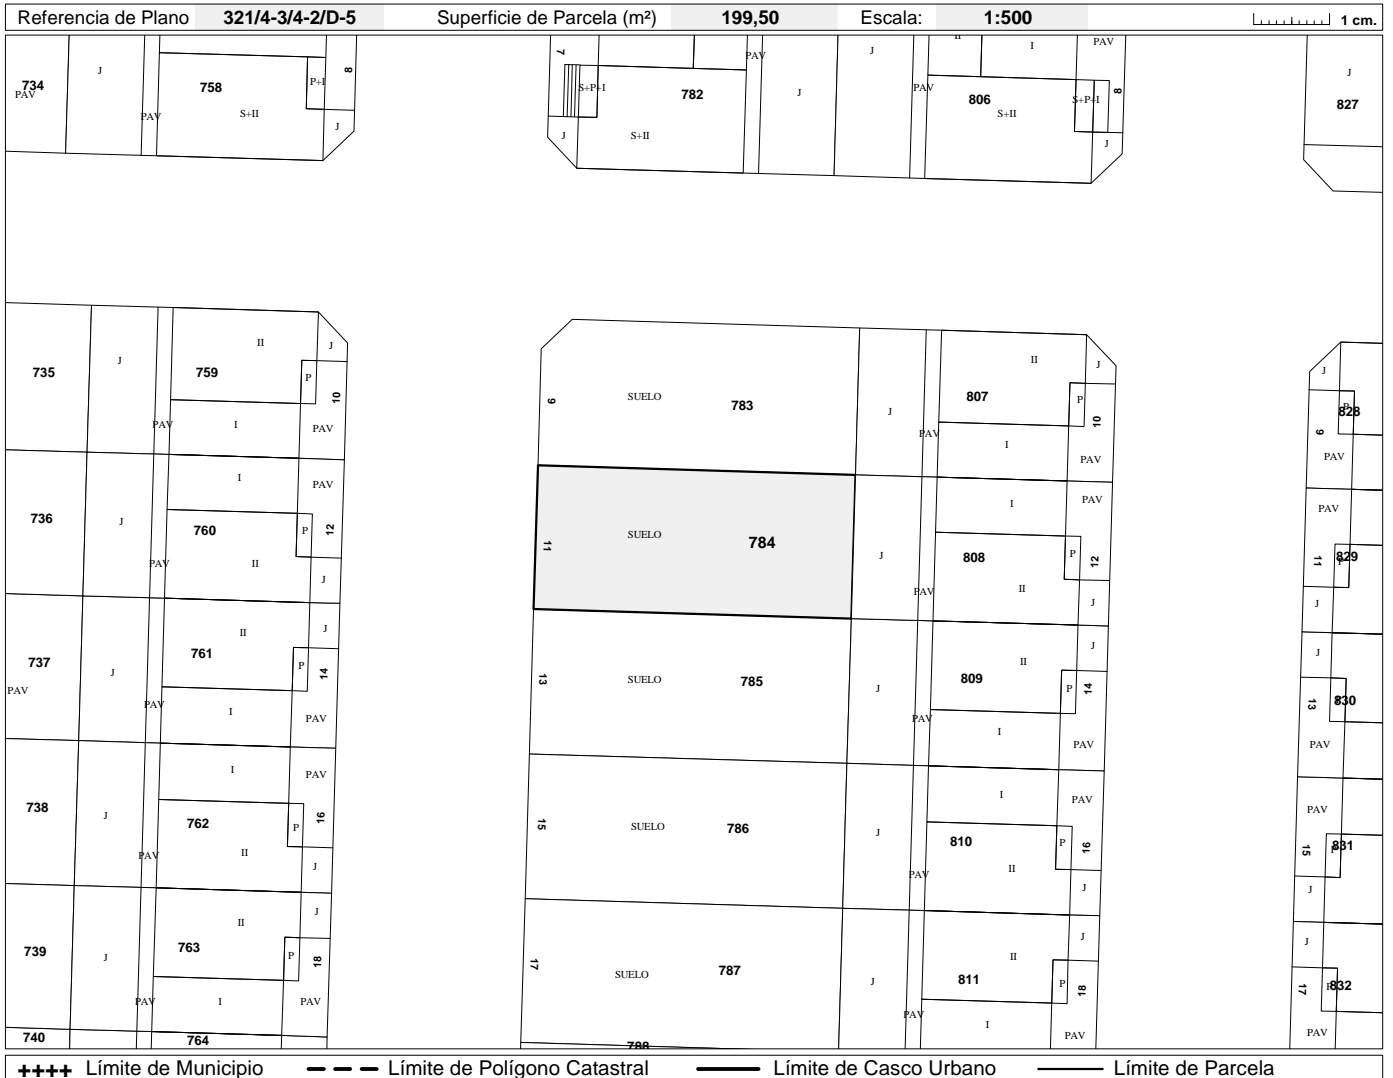 Referencia de Plano 321/4-3/4-2/D-5 Superficie de Parcela (m²) 199,50 Escala: 1:500 1 cm.
734 J PAV PAV 758 S+II P+I 8 J
7 S+P+I 782 S+II J PAV J PAV II I PAV 806 S+II S+P+I 8 J
J 827
735 J PAV 759 II I P J 10 PAV
9 SUELO 783 J PAV 807 II I P J 10 PAV
J P 828 9 PAV
736 J PAV 760 I II P PAV 12 J
11 SUELO 784 J PAV 808 I II P PAV 12 J
PAV 11 P 829 J
737 PAV J PAV 761 II I P J 14 PAV
13 SUELO 785 J PAV 809 II I P J 14 PAV
J 13 830 PAV
738 J PAV 762 I II P PAV 16 J
15 SUELO 786 J PAV 810 I II P PAV 16 J
PAV 15 P 831 J
739 J PAV 763 II I P J 18 PAV
17 SUELO 787 J PAV 811 II I P J 18 PAV
J 17 P 832 PAV
740 764 788
++++ Límite de Municipio Límite de Polígono Catastral Límite de Casco Urbano Límite de Parcela